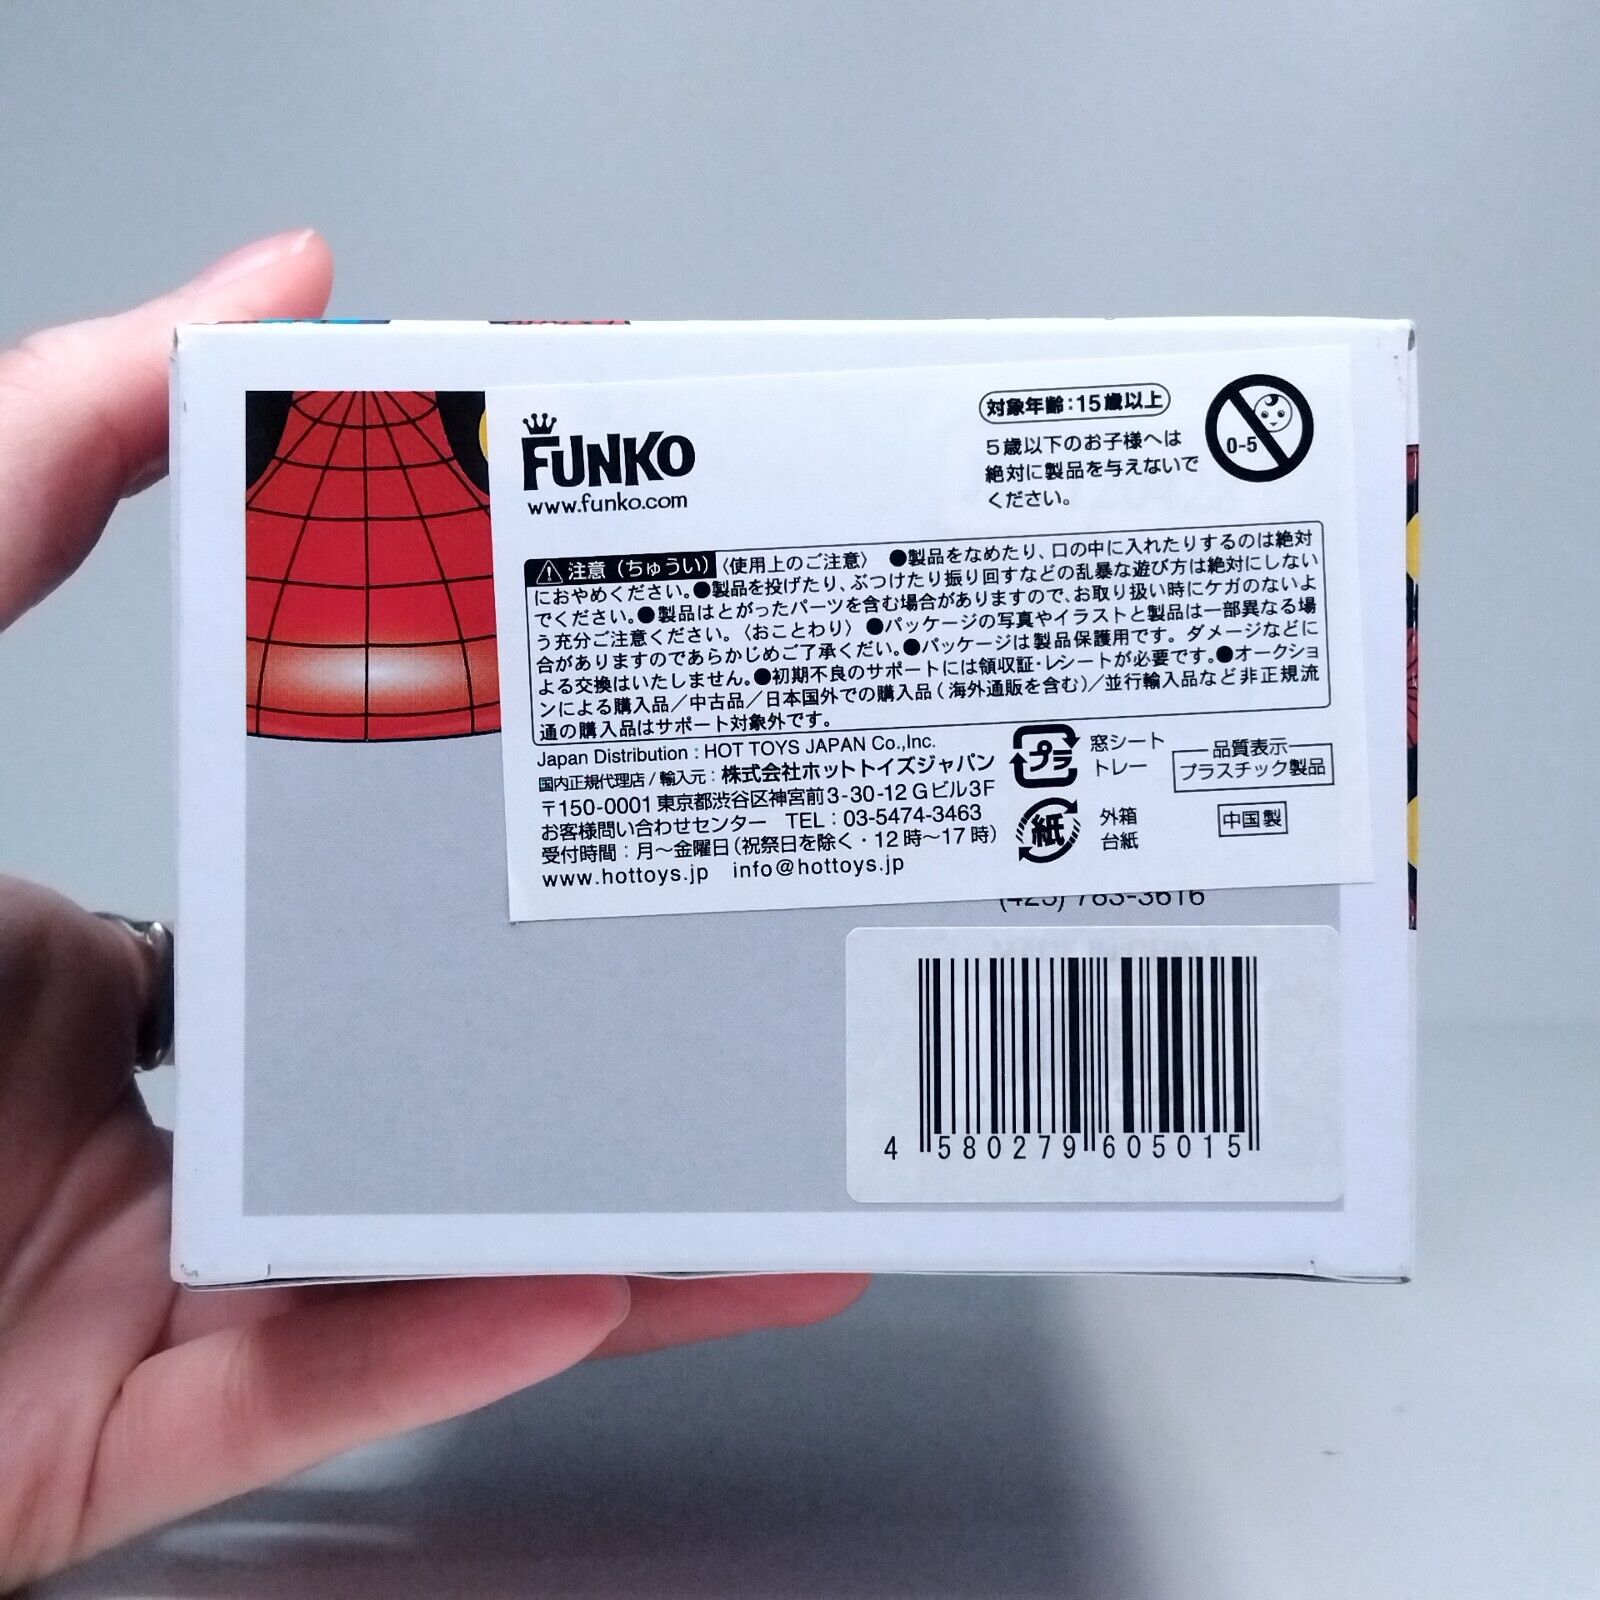 FUNKO
www.funko.com
対象年齢:15歳以上
5歳以下のお子様へは
絶対に製品を与えないで
ください。
0-5
注意(ちゅうい)〈使用上のご注意〉 ●製品をなめたり、口の中に入れたりするのは絶対
におやめください。●製品を投げたり、ぶつけたり振り回すなどの乱暴な遊び方は絶対にしない
でください。●製品はとがったパーツを含む場合がありますので、お取り扱い時にケガのないよ
う充分ご注意ください。〈おことわり〉 ●パッケージの写真やイラストと製品は一部異なる場
合がありますのであらかじめご了承くだい。●パッケージは製品保護用です。ダメージなどに
よる交換はいたしません。●初期不良のサポートには領収証・レシートが必要です。●オークショ
ンによる購入品/中古品/日本国外での購入品(海外通販を含む)/並行輸入品など非正規流
通の購入品はサポート対象外です。
Japan Distribution : HOT TOYS JAPAN Co.,Inc.
国内正規代理店 / 輸入元 : 株式会社ホットトイズジャパン
〒150-0001 東京都渋谷区神宮前3-30-12 Gビル3F
お客様問い合わせセンター TEL : 03-5474-3463
受付時間 : 月〜金曜日(祝祭日を除く・12時〜17時)
www.hottoys.jp info@hottoys.jp
プラ
窓シート
トレー
紙
外箱
台紙
品質表示
プラスチック製品
中国製
(425) 783-3616
4 580279 605015